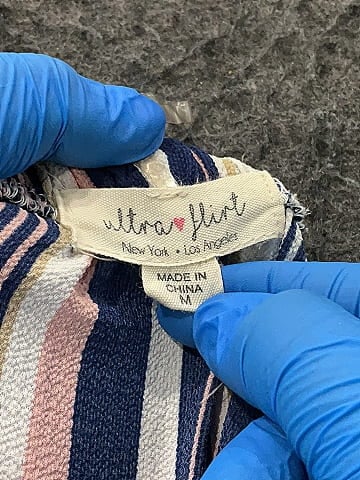 ultra♥flirt
New York • Los Angeles
MADE IN
CHINA
M